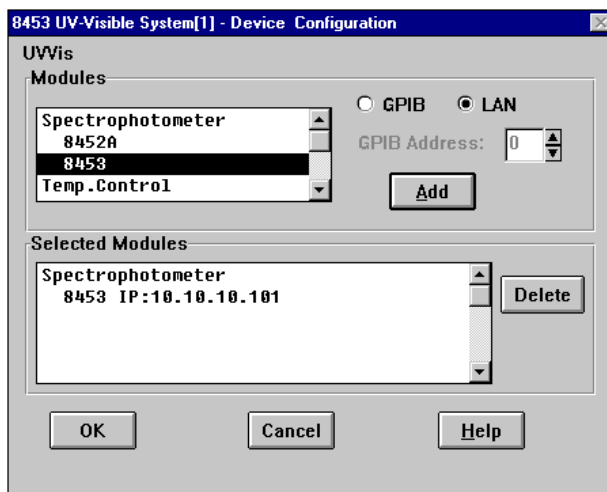 8453 UV-Visible System[1] - Device Configuration
UVVis
Modules
Spectrophotometer
8452A
8453
Temp.Control
GPIB
LAN
GPIB Address:
0
Add
Selected Modules
Spectrophotometer
8453 IP:10.10.10.101
Delete
OK
Cancel
Help